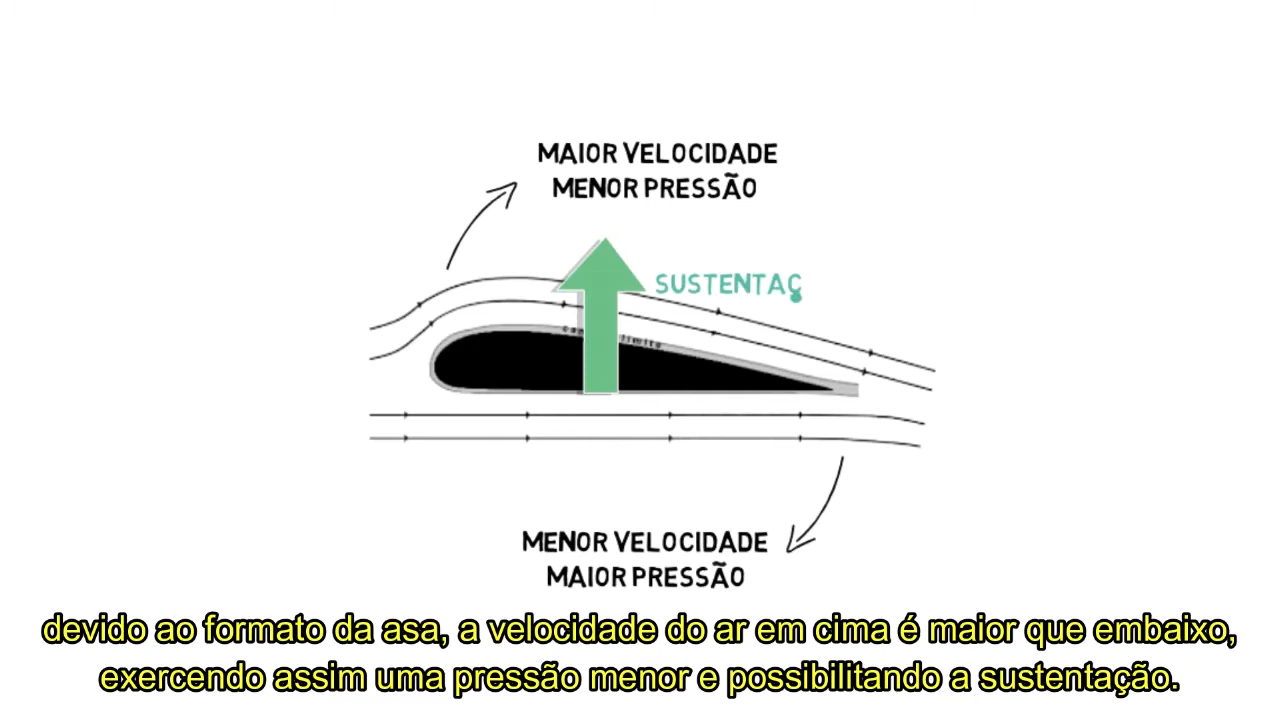 MAIOR VELOCIDADE
MENOR PRESSÃO
SUSTENTAÇ
limite
MENOR VELOCIDADE
MAIOR PRESSÃO
devido ao formato da asa, a velocidade do ar em cima é maior que embaixo,
exercendo assim uma pressão menor e possibilitando a sustentação.